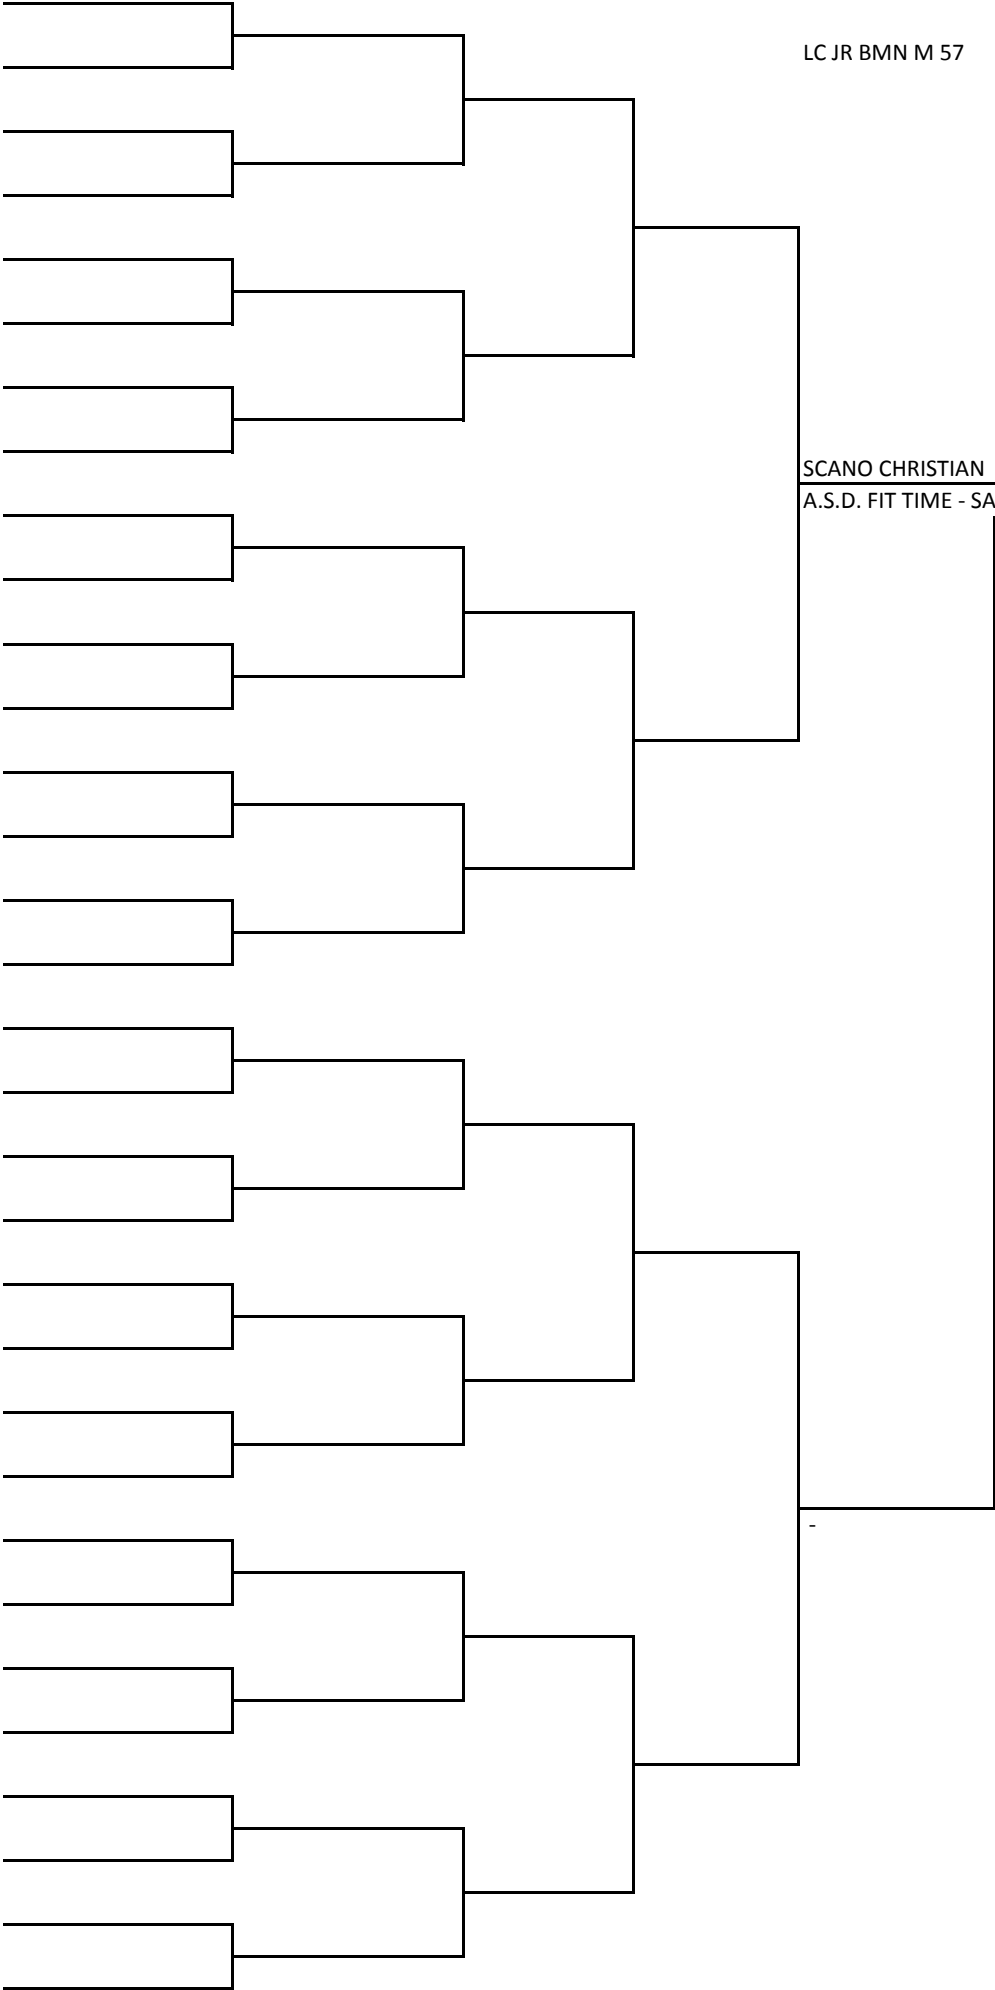 LC JR BMN M 57
SCANO CHRISTIAN
A.S.D. FIT TIME - SA
-